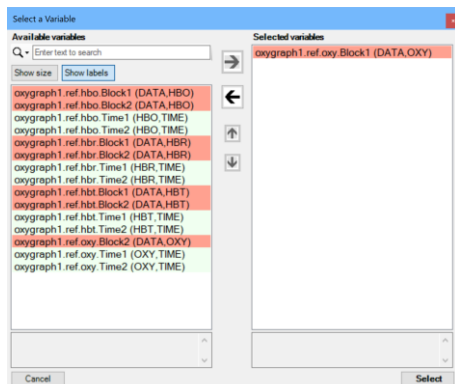 Select a Variable
Available variables
Enter text to search
Show size Show labels
oxygraph1.ref.hbo.Block1 (DATA,HBO)
oxygraph1.ref.hbo.Block2 (DATA,HBO)
oxygraph1.ref.hbo.Time1 (HBO,TIME)
oxygraph1.ref.hbo.Time2 (HBO,TIME)
oxygraph1.ref.hbr.Block1 (DATA,HBR)
oxygraph1.ref.hbr.Block2 (DATA,HBR)
oxygraph1.ref.hbr.Time1 (HBR,TIME)
oxygraph1.ref.hbr.Time2 (HBR,TIME)
oxygraph1.ref.hbt.Block1 (DATA,HBT)
oxygraph1.ref.hbt.Block2 (DATA,HBT)
oxygraph1.ref.hbt.Time1 (HBT,TIME)
oxygraph1.ref.hbt.Time2 (HBT,TIME)
oxygraph1.ref.oxy.Block2 (DATA,OXY)
oxygraph1.ref.oxy.Time1 (OXY,TIME)
oxygraph1.ref.oxy.Time2 (OXY,TIME)
Selected variables
oxygraph1.ref.oxy.Block1 (DATA,OXY)
Cancel
Select